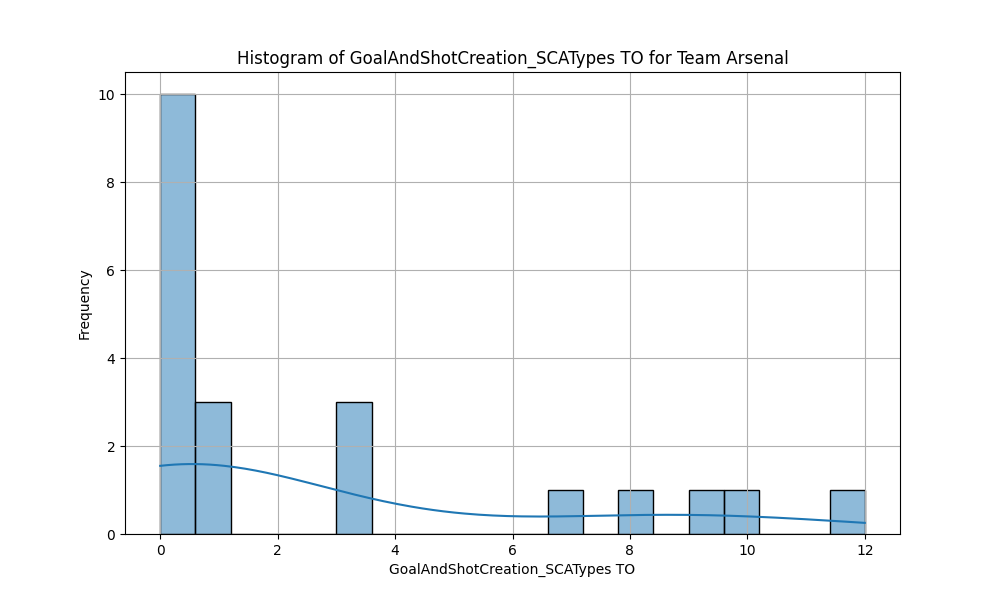 Histogram of GoalAndShotCreation_SCATypes TO for Team Arsenal
10
8
6
4
2
0
Frequency
0 2 4 6 8 10 12
GoalAndShotCreation_SCATypes TO